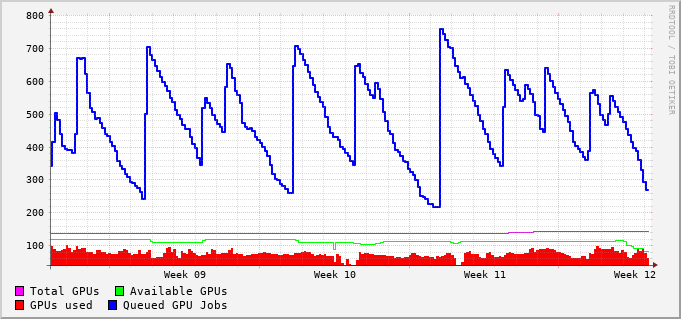 800
700
600
500
400
300
200
100
Week 09 Week 10 Week 11 Week 12
Total GPUs Available GPUs
GPUs used Queued GPU Jobs
RRDTOOL / TOBI OETIKER